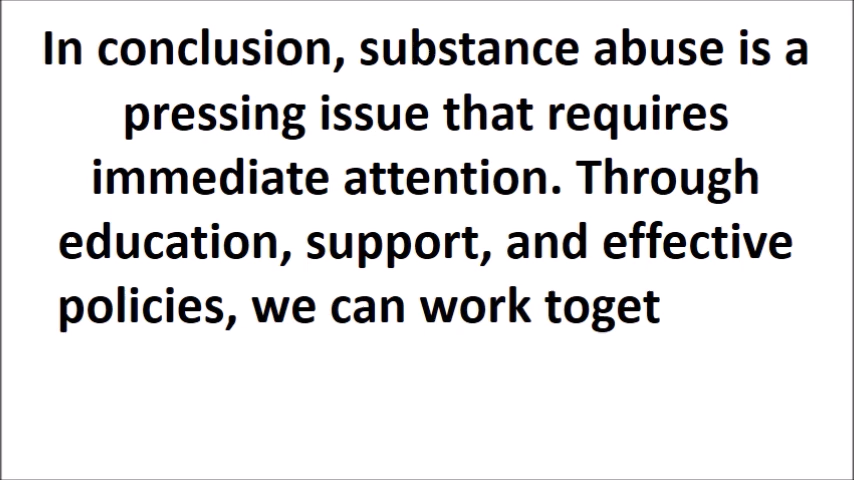 In conclusion, substance abuse is a
pressing issue that requires
immediate attention. Through
education, support, and effective
policies, we can work toget